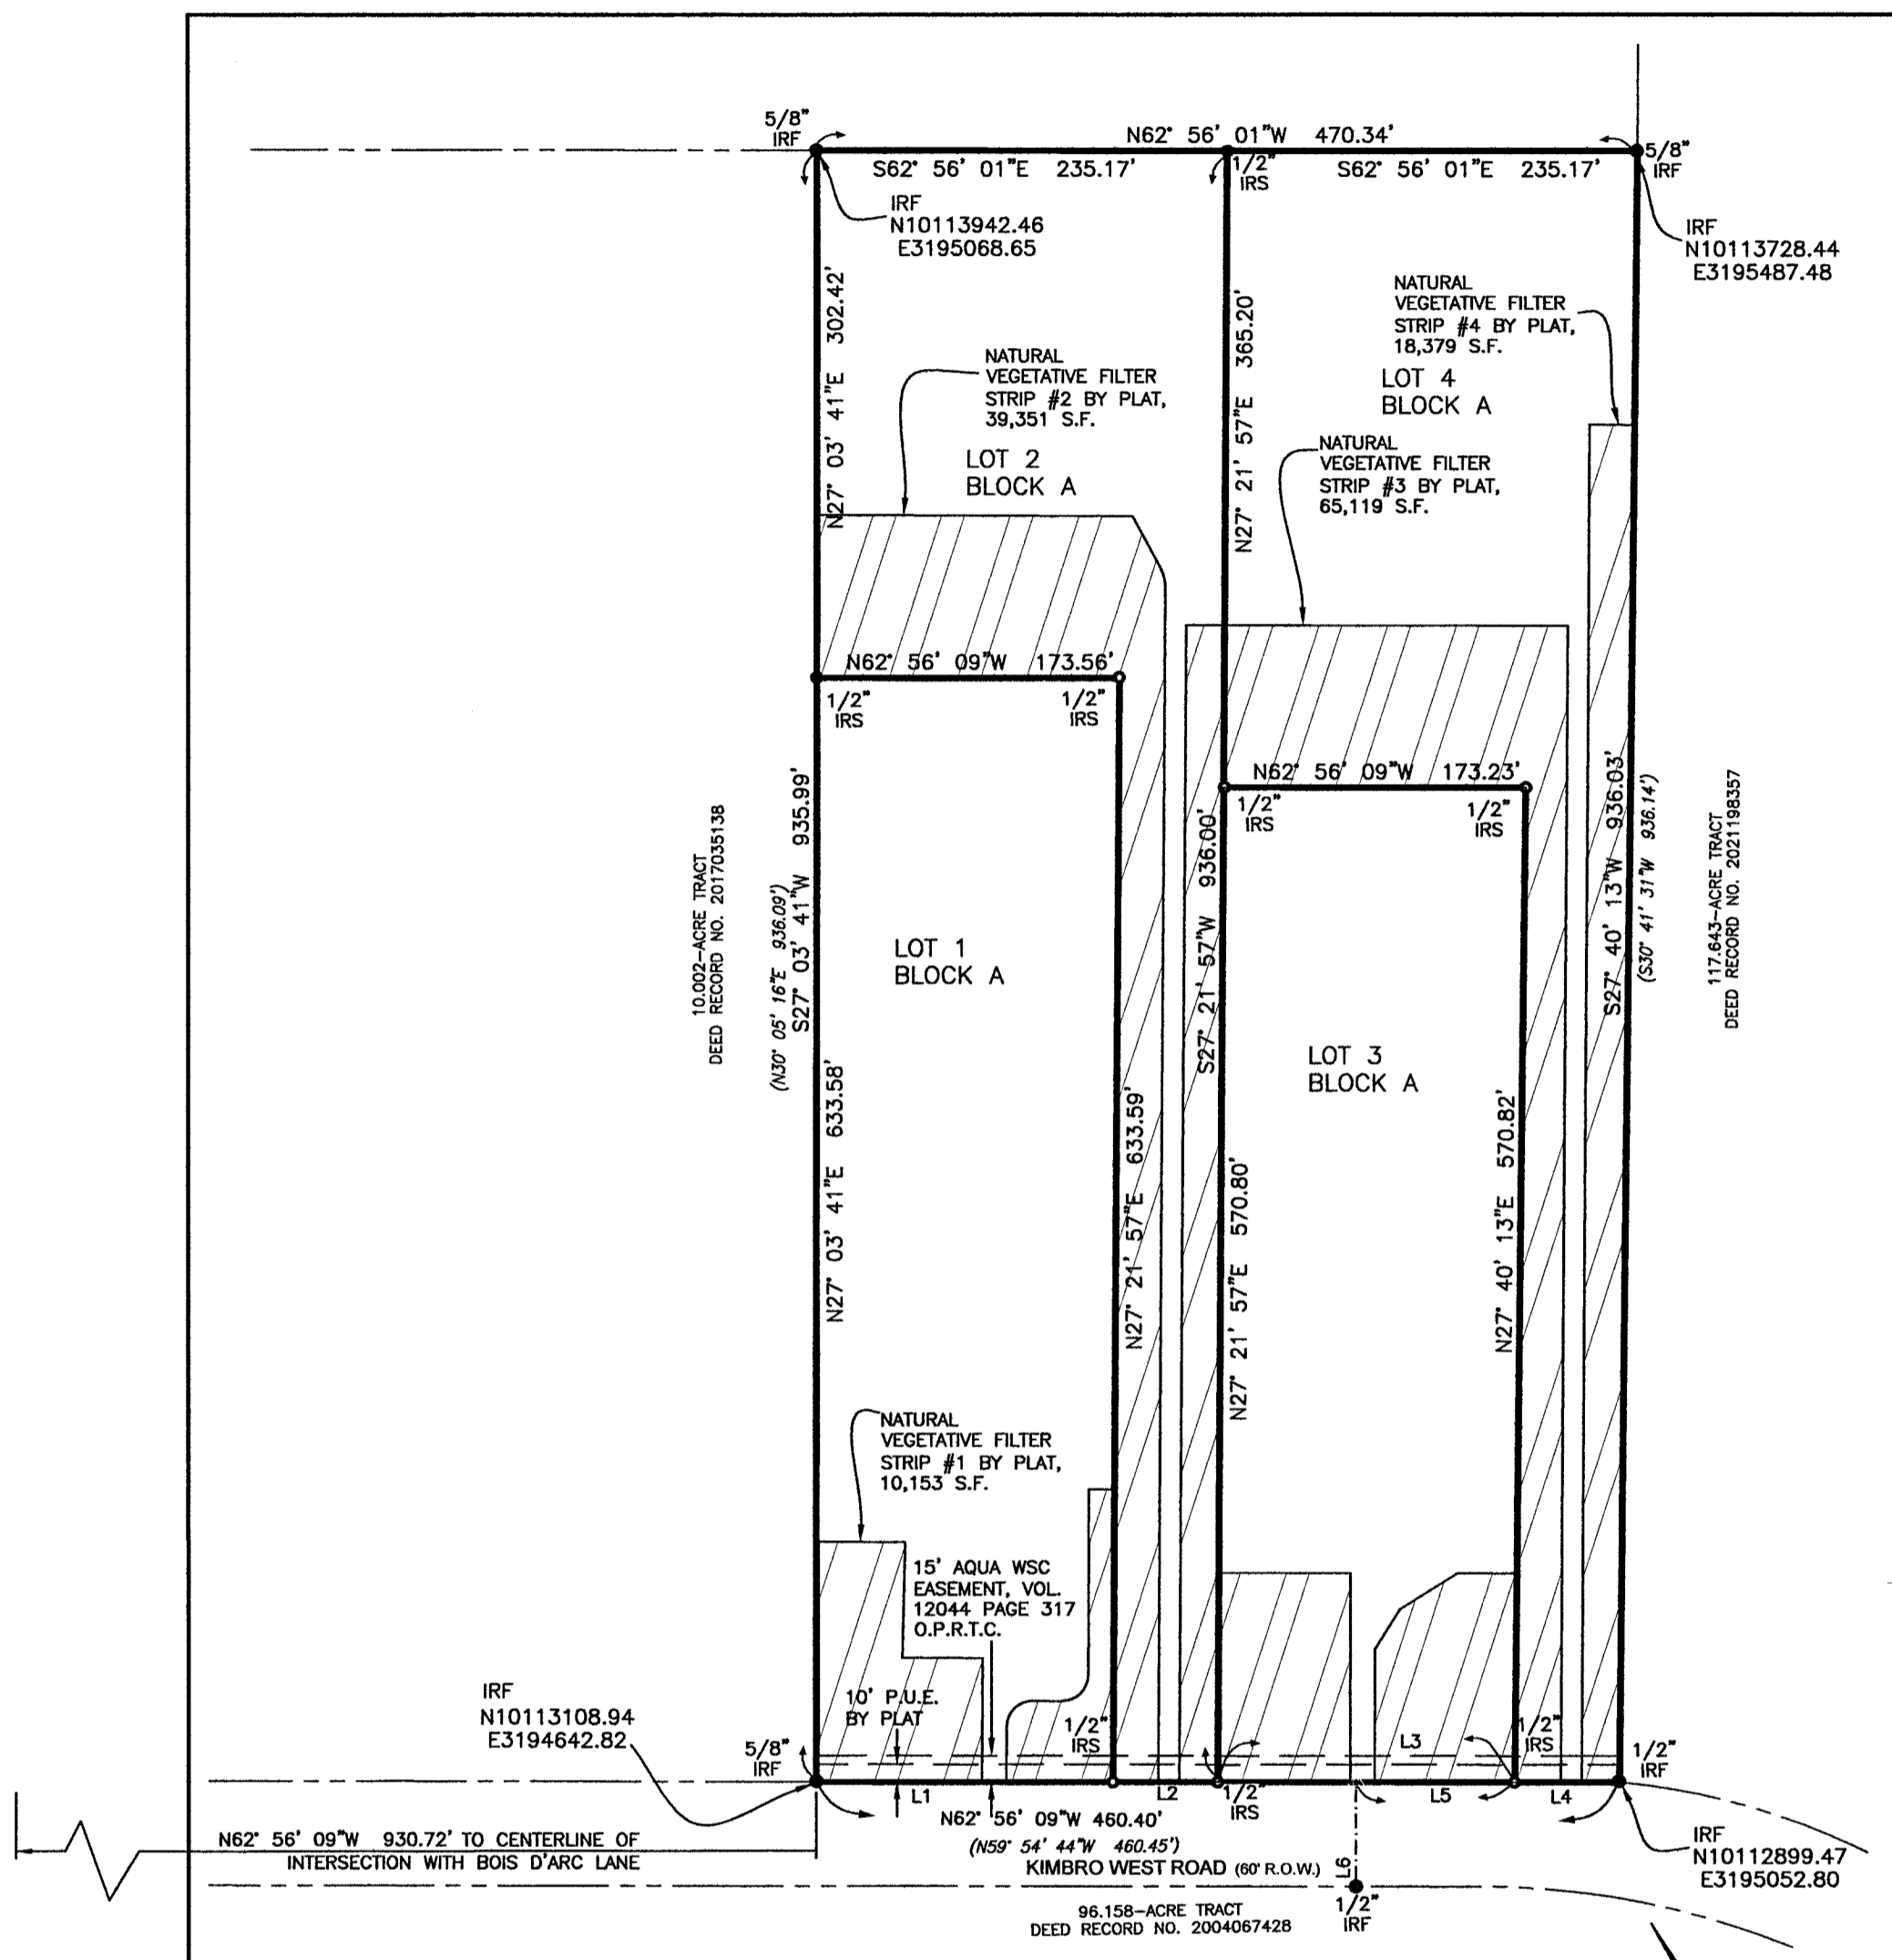 5/8"
IRF
N62° 56' 01"W 470.34'
S62° 56' 01"E 235.17'
1/2"
IRS
S62° 56' 01"E 235.17'
5/8"
IRF
IRF
N10113942.46
E3195068.65
IRF
N10113728.44
E3195487.48
N27° 03' 41"E 302.42'
N27° 21' 57"E 365.20'
NATURAL
VEGETATIVE FILTER
STRIP #4 BY PLAT,
18,379 S.F.
LOT 4
BLOCK A
NATURAL
VEGETATIVE FILTER
STRIP #2 BY PLAT,
39,351 S.F.
LOT 2
BLOCK A
NATURAL
VEGETATIVE FILTER
STRIP #3 BY PLAT,
65,119 S.F.
N62° 56' 09"W 173.56'
1/2"
IRS
1/2"
IRS
N62° 56' 09"W 173.23'
1/2"
IRS
1/2"
IRS
10.002-ACRE TRACT
DEED RECORD NO. 2017035138
(N30° 05' 16"E 936.09')
S27° 03' 41"W 935.99'
LOT 1
BLOCK A
S27° 21' 57"W 936.00'
LOT 3
BLOCK A
S27° 40' 13"W 936.03'
(S30° 41' 31"W 936.14')
117.643-ACRE TRACT
DEED RECORD NO. 2021198357
N27° 03' 41"E 633.58'
N27° 21' 57"E 633.59'
N27° 21' 57"E 570.80'
N27° 40' 13"E 570.82'
NATURAL
VEGETATIVE FILTER
STRIP #1 BY PLAT,
10,153 S.F.
15' AQUA WSC
EASEMENT, VOL.
12044 PAGE 317
O.P.R.T.C.
10' P.U.E.
BY PLAT
IRF
N10113108.94
E3194642.82
5/8"
IRF
1/2"
IRS
L3
1/2"
IRS
1/2"
IRF
L1
L2
1/2"
IRS
L5
L4
N62° 56' 09"W 460.40'
(N59° 54' 44"W 460.45')
KIMBRO WEST ROAD (60' R.O.W.)
L6
N62° 56' 09"W 930.72' TO CENTERLINE OF
INTERSECTION WITH BOIS D'ARC LANE
IRF
N10112899.47
E3195052.80
96.158-ACRE TRACT
DEED RECORD NO. 2004067428
1/2"
IRF